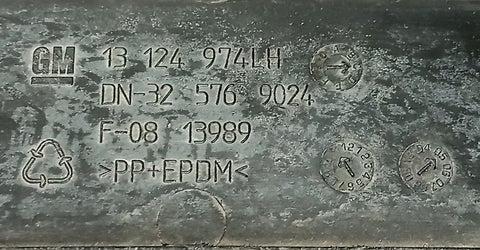 GM 13 124 974LH
DN-32 576 9024
F-08 13989
>PP+EPDM<